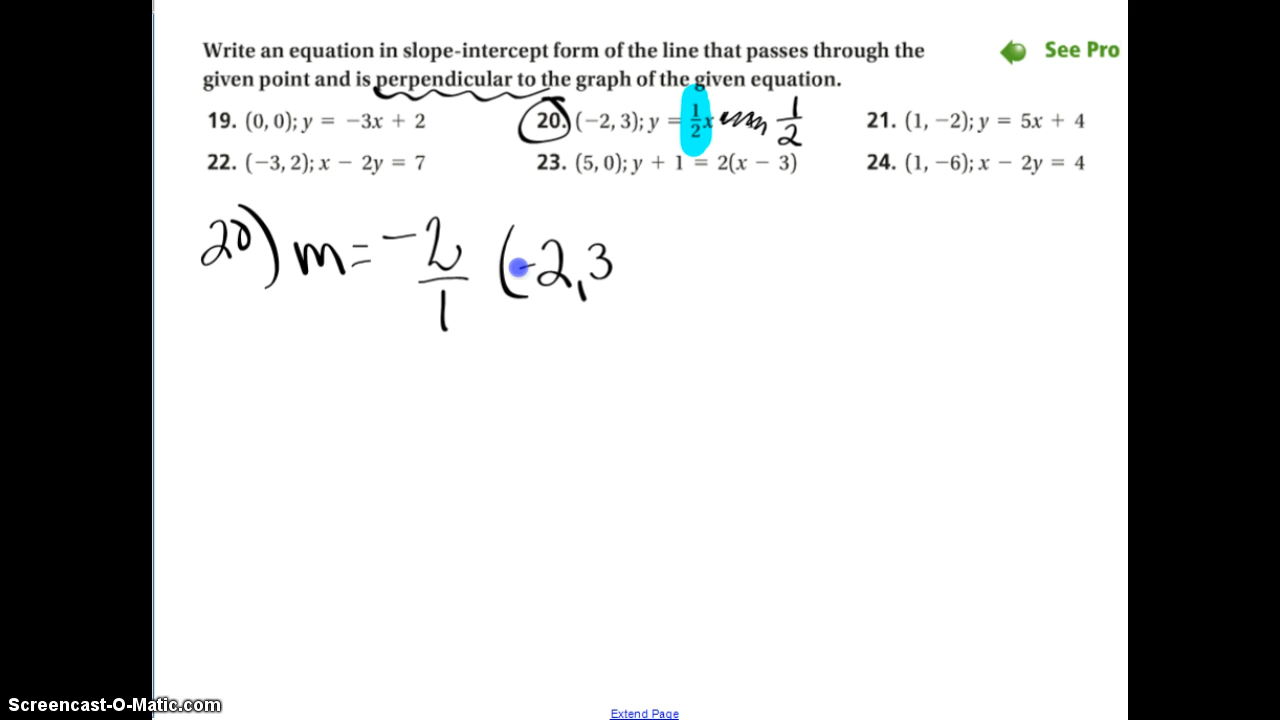 Write an equation in slope-intercept form of the line that passes through the
given point and is perpendicular to the graph of the given equation.
See Pro
19. (0, 0); y = −3x + 2
20. (−2, 3); y = 1/2 x
1/2
21. (1, −2); y = 5x + 4
22. (−3, 2); x − 2y = 7
23. (5, 0); y + 1 = 2(x − 3)
24. (1, −6); x − 2y = 4
20) m = −2/1 (−2,3
Screencast-O-Matic.com
Extend Page